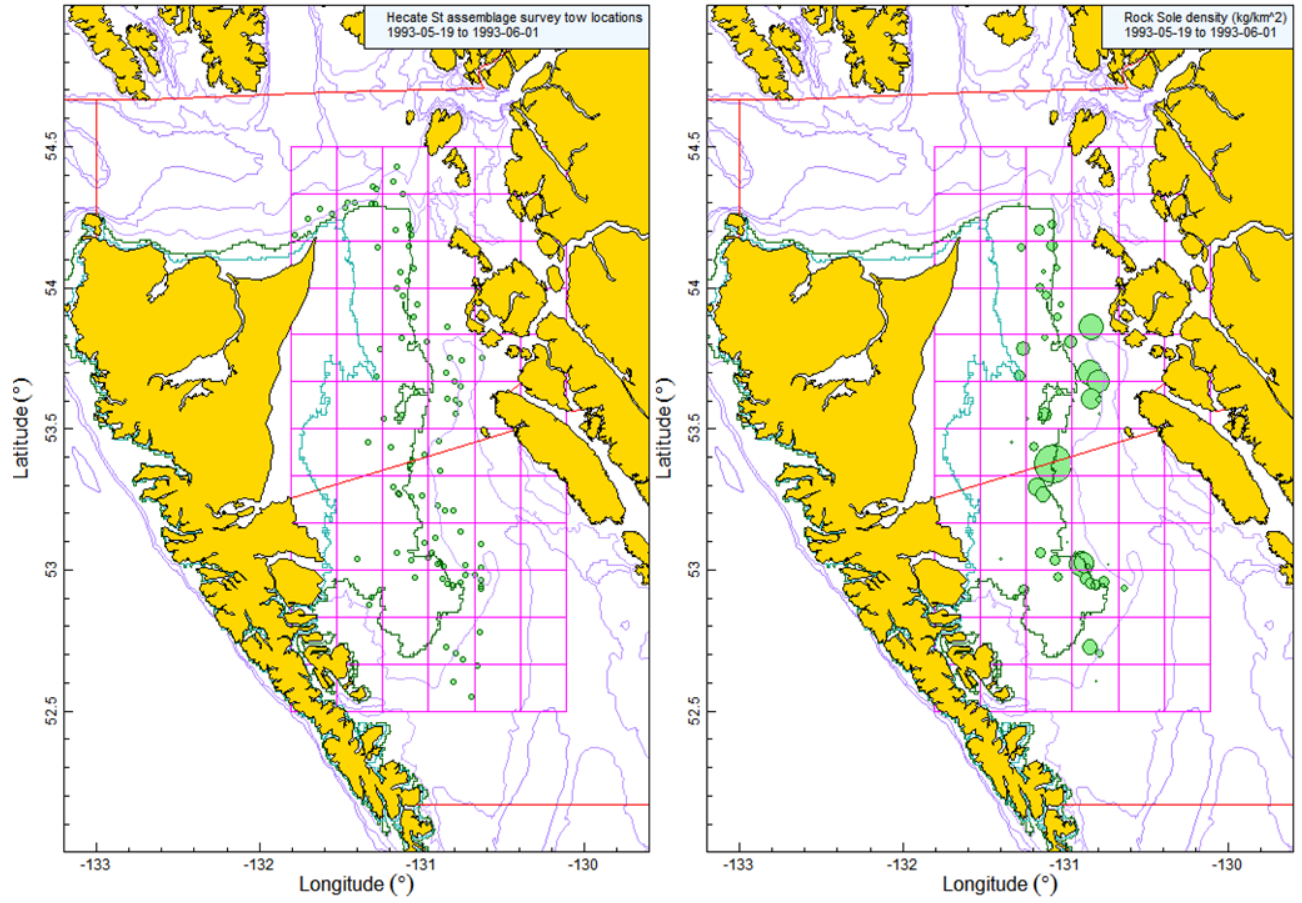 Hecate St assemblage survey tow locations
1993-05-19 to 1993-06-01
54.5
54
53.5
53
52.5
Latitude (°)
-133
-132
-131
-130
Longitude (°)
Rock Sole density (kg/km^2)
1993-05-19 to 1993-06-01
54.5
54
53.5
53
52.5
Latitude (°)
-133
-132
-131
-130
Longitude (°)